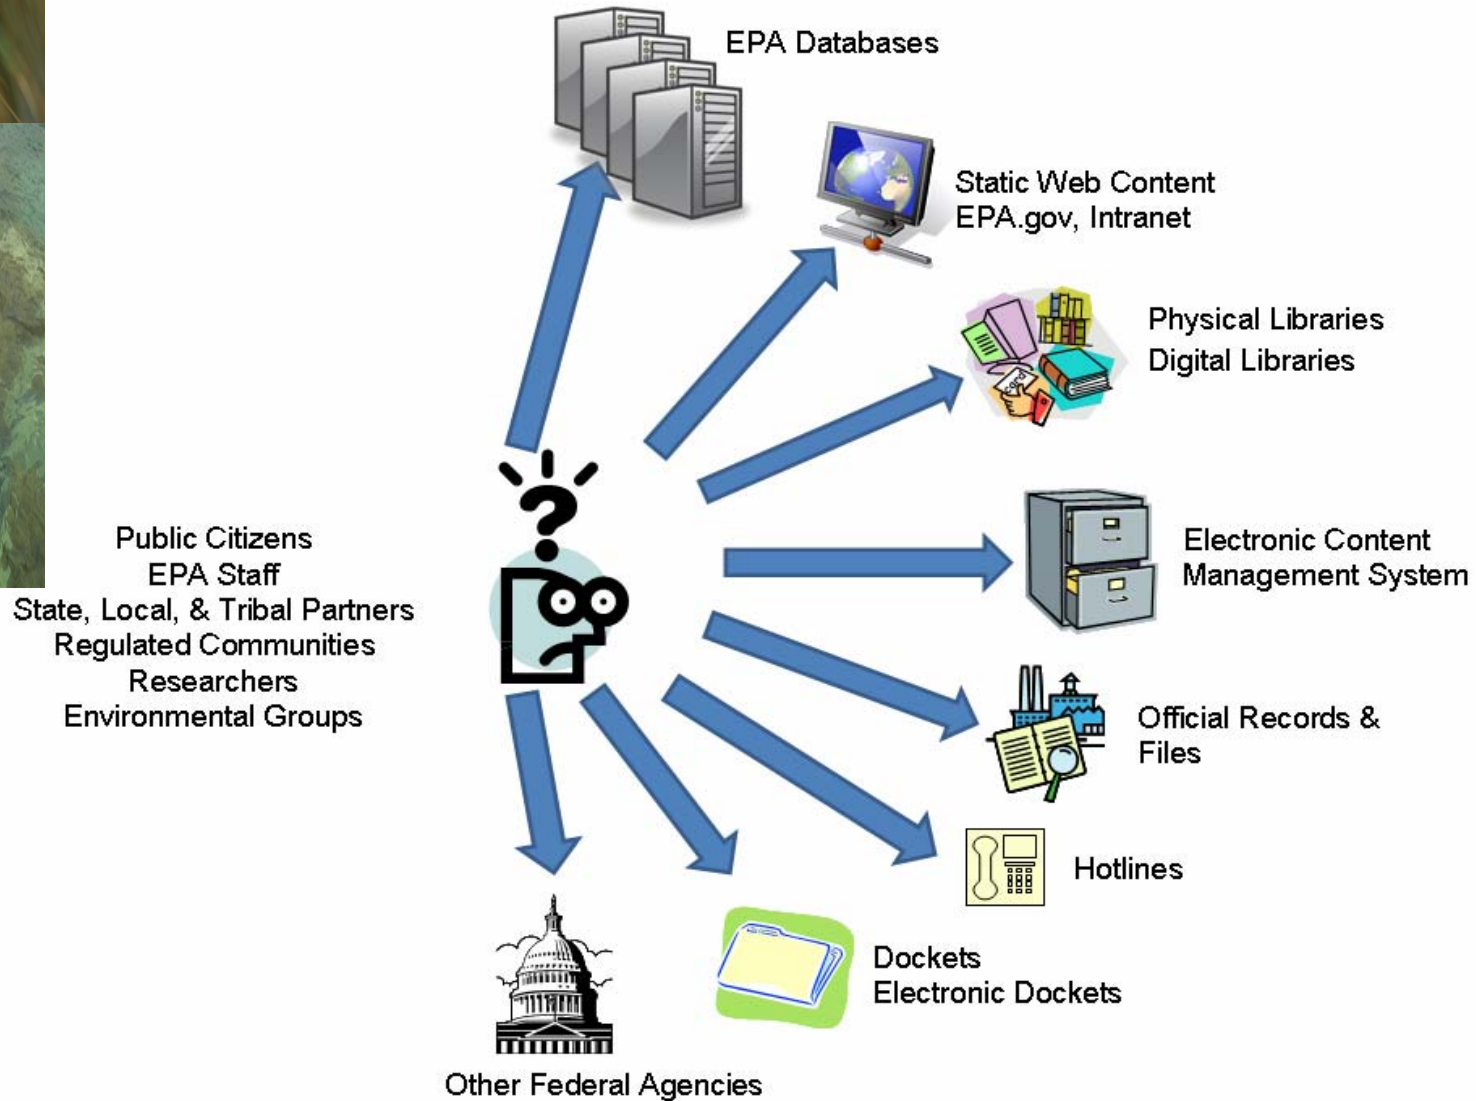 EPA Databases
Static Web Content
EPA.gov, Intranet
Physical Libraries
Digital Libraries
Electronic Content
Management System
Public Citizens
EPA Staff
State, Local, & Tribal Partners
Regulated Communities
Researchers
Environmental Groups
?
Official Records &
Files
Hotlines
Dockets
Electronic Dockets
Other Federal Agencies